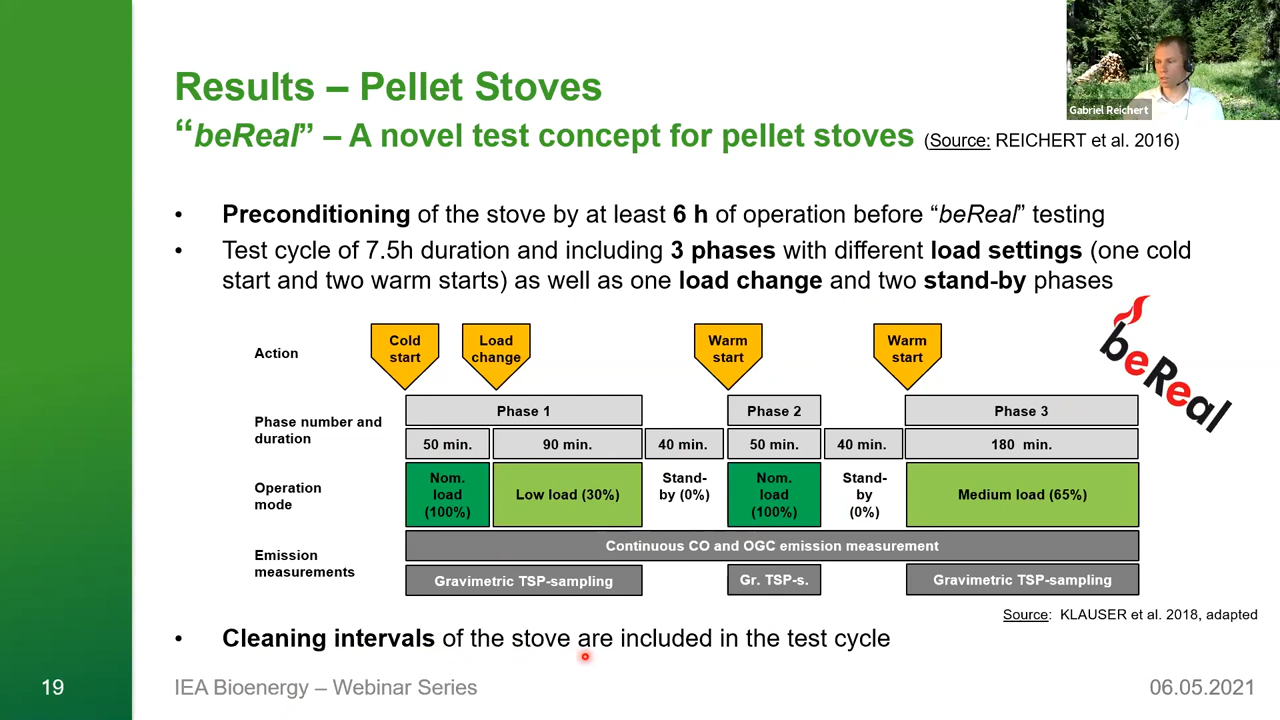 Results – Pellet Stoves
Gabriel Reichert
“beReal” – A novel test concept for pellet stoves (Source: REICHERT et al. 2016)
• Preconditioning of the stove by at least 6 h of operation before “beReal” testing
• Test cycle of 7.5h duration and including 3 phases with different load settings (one cold
start and two warm starts) as well as one load change and two stand-by phases
Action
Cold
start
Load
change
Warm
start
Warm
start
beReal
Phase number and
duration
Phase 1
Phase 2
Phase 3
50 min.
90 min.
40 min.
50 min.
40 min.
180 min.
Operation
mode
Nom.
load
(100%)
Low load (30%)
Stand-
by (0%)
Nom.
load
(100%)
Stand-
by
(0%)
Medium load (65%)
Emission
measurements
Continuous CO and OGC emission measurement
Gravimetric TSP-sampling
Gr. TSP-s.
Gravimetric TSP-sampling
Source: KLAUSER et al. 2018, adapted
• Cleaning intervals of the stove are included in the test cycle
19
IEA Bioenergy – Webinar Series
06.05.2021